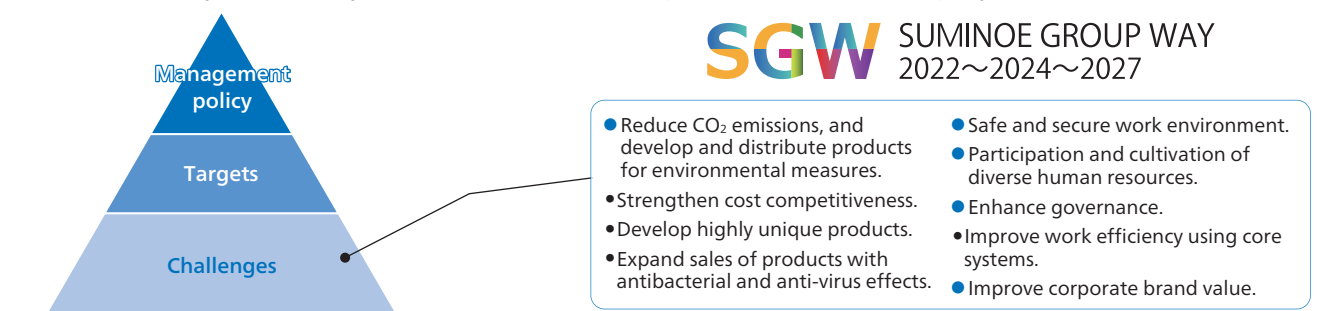 Management
policy
Targets
Challenges
SGW
SUMINOE GROUP WAY
2022～2024～2027
● Reduce CO₂ emissions, and
develop and distribute products
for environmental measures.
• Strengthen cost competitiveness.
• Develop highly unique products.
• Expand sales of products with
antibacterial and anti-virus effects.
● Safe and secure work environment.
● Participation and cultivation of
diverse human resources.
● Enhance governance.
• Improve work efficiency using core
systems.
● Improve corporate brand value.